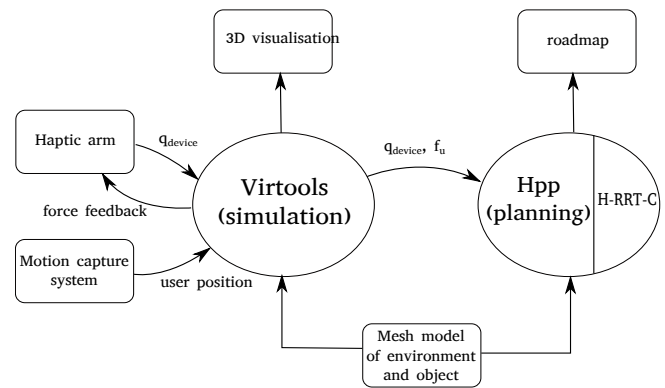 3D visualisation
roadmap
Haptic arm
q_device
q_device, f_u
Virtools
(simulation)
Hpp
(planning)
H-RRT-C
force feedback
Motion capture
system
user position
Mesh model
of environment
and object